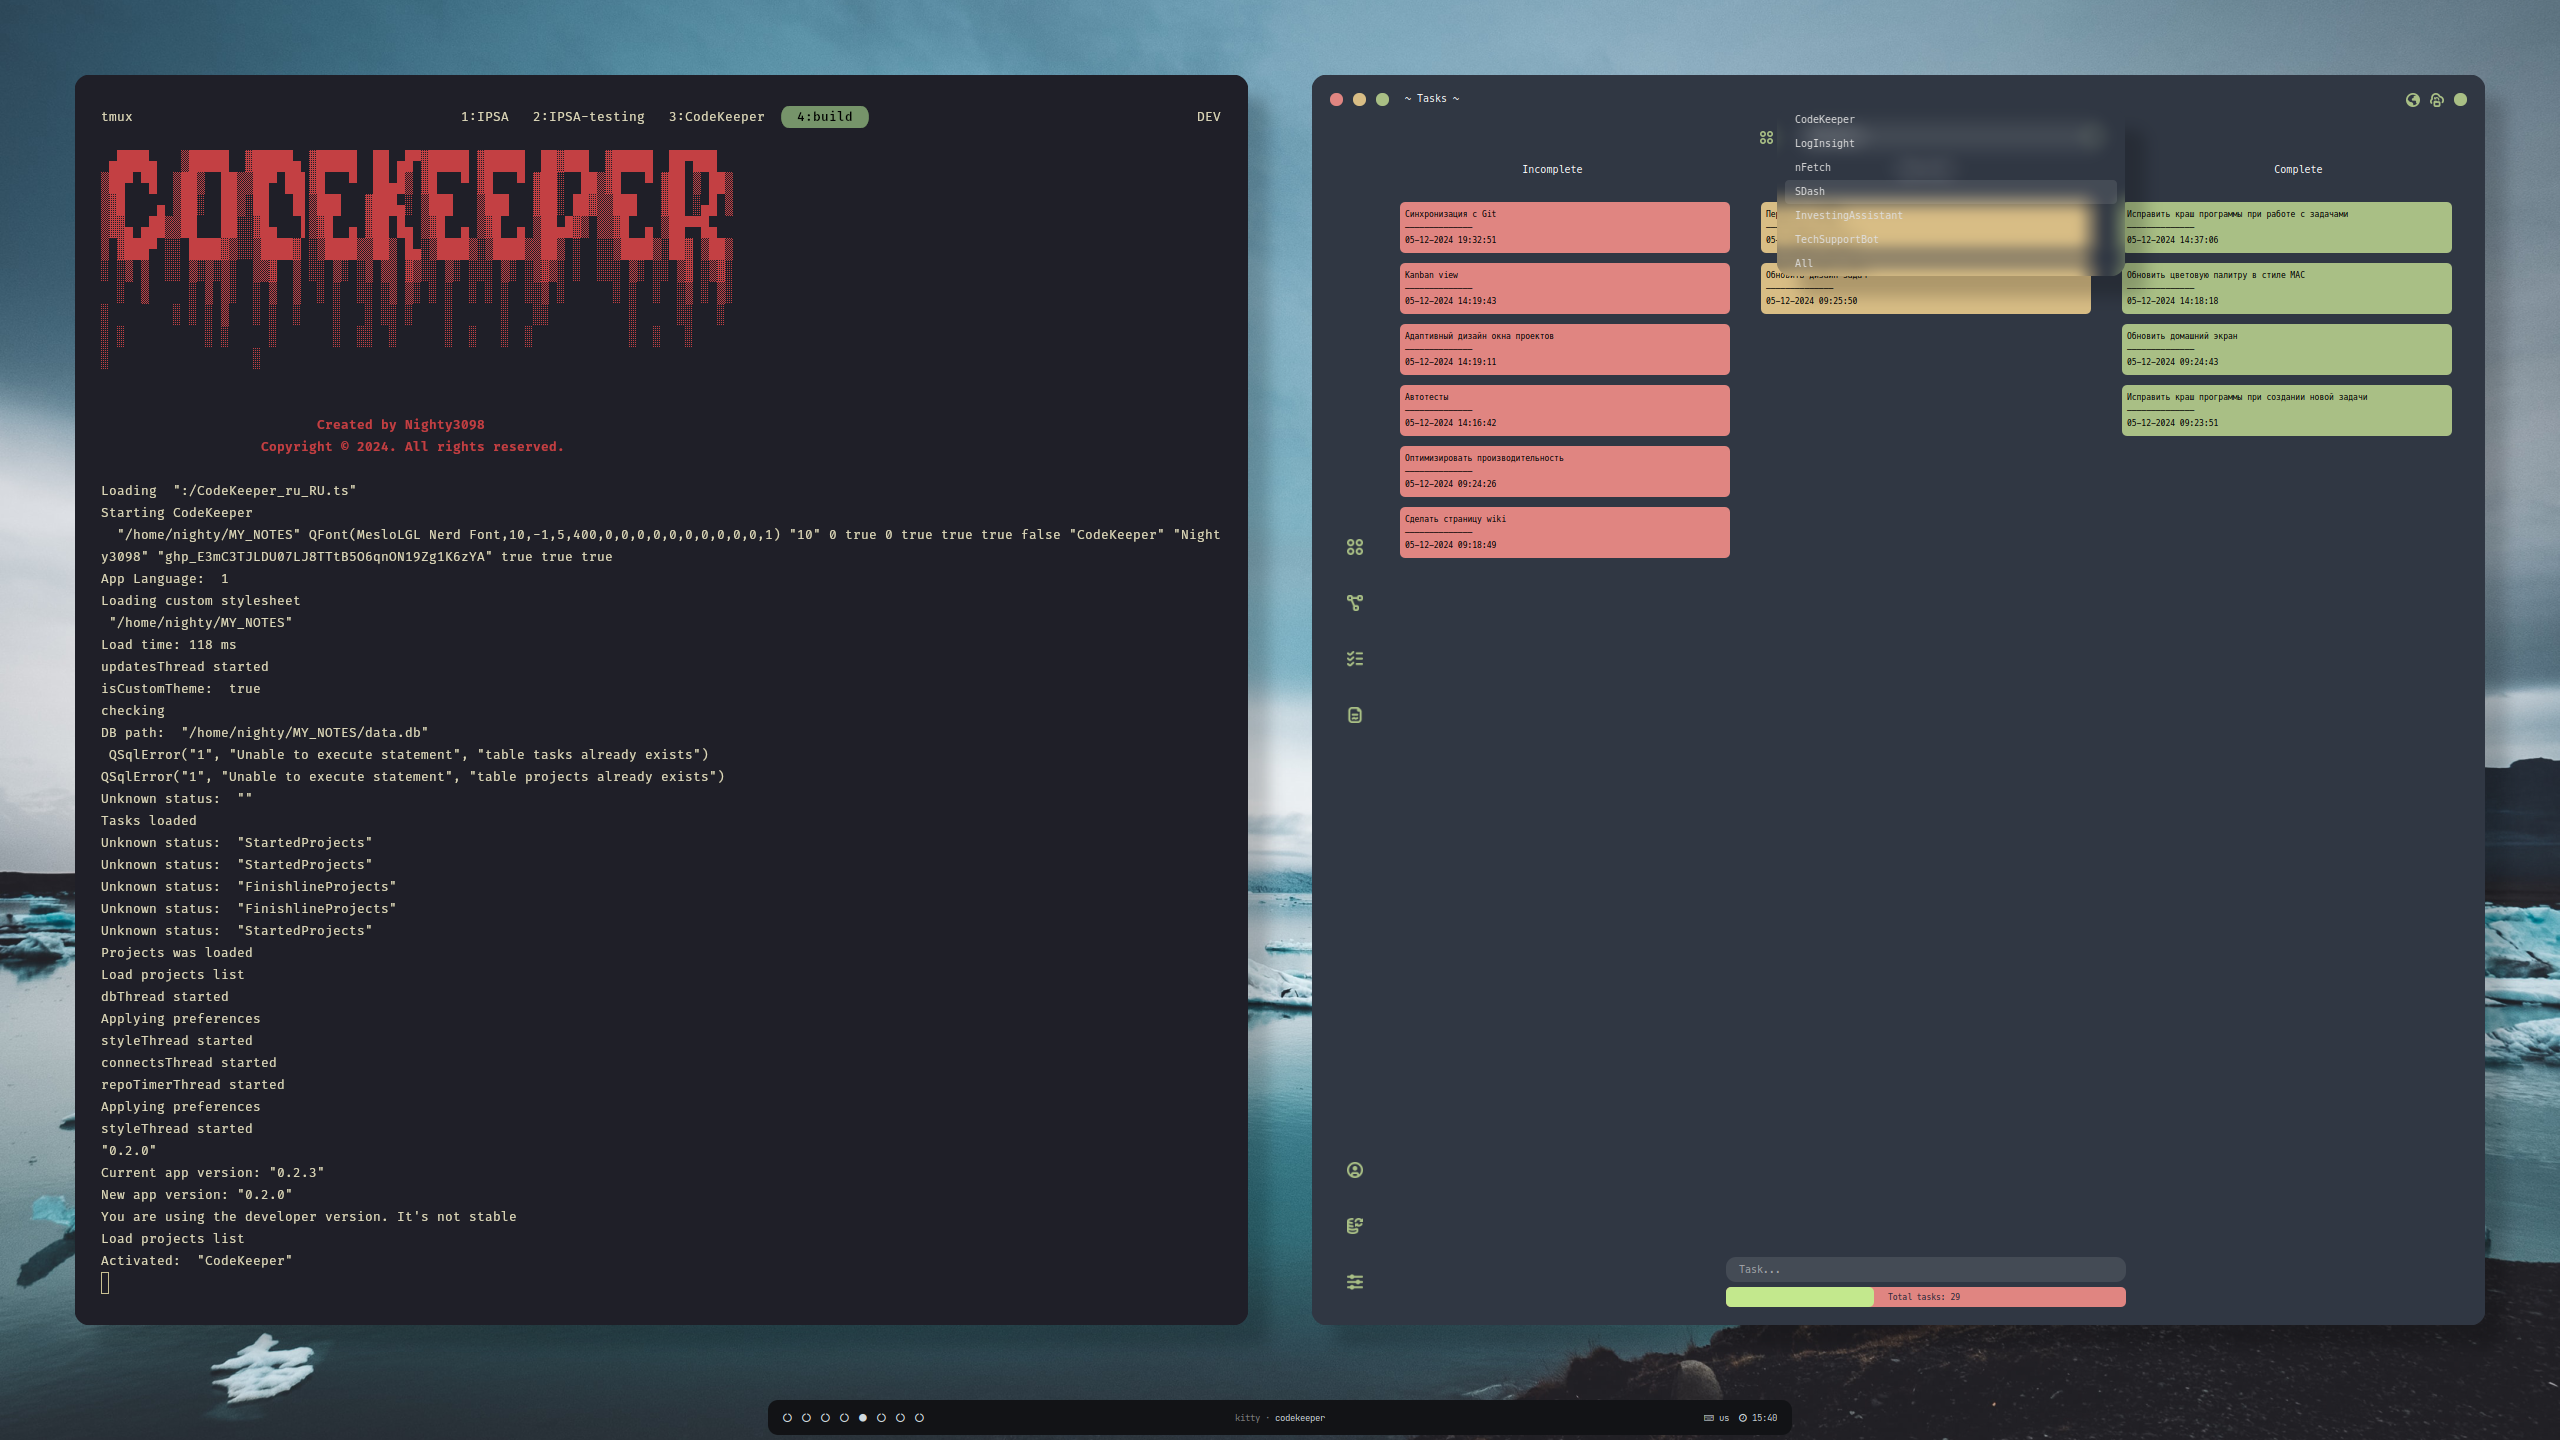 tmux 1:IPSA 2:IPSA-testing 3:CodeKeeper 4:build DEV
CODEKEEPER
Created by Nighty3098
Copyright © 2024. All rights reserved.
Loading ":/CodeKeeper_ru_RU.ts"
Starting CodeKeeper
"/home/nighty/MY_NOTES" QFont(MesloLGL Nerd Font,10,-1,5,400,0,0,0,0,0,0,0,0,0,0,1) "10" 0 true 0 true true true false "CodeKeeper" "Night
y3098" true true true
App Language: 1
Loading custom stylesheet
"/home/nighty/MY_NOTES"
Load time: 118 ms
updatesThread started
isCustomTheme: true
checking
DB path: "/home/nighty/MY_NOTES/data.db"
QSqlError("1", "Unable to execute statement", "table tasks already exists")
QSqlError("1", "Unable to execute statement", "table projects already exists")
Unknown status: ""
Tasks loaded
Unknown status: "StartedProjects"
Unknown status: "StartedProjects"
Unknown status: "FinishlineProjects"
Unknown status: "FinishlineProjects"
Unknown status: "StartedProjects"
Projects was loaded
Load projects list
dbThread started
Applying preferences
styleThread started
connectsThread started
repoTimerThread started
Applying preferences
styleThread started
"0.2.0"
Current app version: "0.2.3"
New app version: "0.2.0"
You are using the developer version. It's not stable
Load projects list
Activated: "CodeKeeper"
~ Tasks ~
CodeKeeper
LogInsight
nFetch
SDash
InvestingAssistant
TechSupportBot
All
Incomplete
Синхронизация с Git
05-12-2024 19:32:51
Kanban view
05-12-2024 14:19:43
Адаптивный дизайн окна проектов
05-12-2024 14:19:11
Автотесты
05-12-2024 14:16:42
Оптимизировать производительность
05-12-2024 09:24:26
Сделать страницу wiki
05-12-2024 09:18:49
Обновить дизайн задач
05-12-2024 09:25:50
Complete
Исправить краш программы при работе с задачами
05-12-2024 14:37:06
Обновить цветовую палитру в стиле MAC
05-12-2024 14:18:18
Обновить домашний экран
05-12-2024 09:24:43
Исправить краш программы при создании новой задачи
05-12-2024 09:23:51
Task...
Total tasks: 29
kitty · codekeeper us 15:40